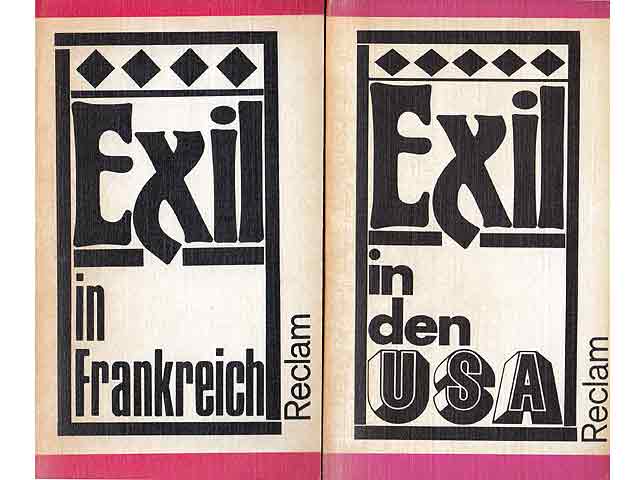 Exil
in
Frankreich
Reclam
Exil
in
den
USA
Reclam